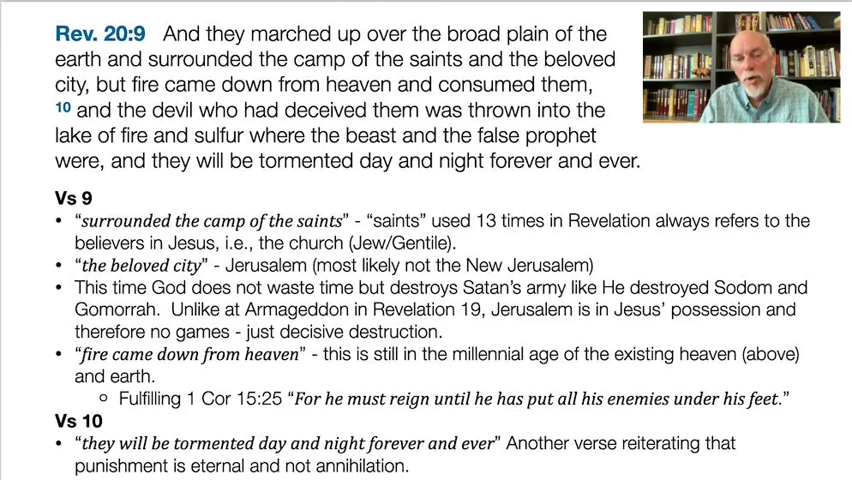 Rev. 20:9 And they marched up over the broad plain of the
earth and surrounded the camp of the saints and the beloved
city, but fire came down from heaven and consumed them,
10 and the devil who had deceived them was thrown into the
lake of fire and sulfur where the beast and the false prophet
were, and they will be tormented day and night forever and ever.
Vs 9
• “surrounded the camp of the saints” - “saints” used 13 times in Revelation always refers to the
believers in Jesus, i.e., the church (Jew/Gentile).
• “the beloved city” - Jerusalem (most likely not the New Jerusalem)
• This time God does not waste time but destroys Satan’s army like He destroyed Sodom and
Gomorrah. Unlike at Armageddon in Revelation 19, Jerusalem is in Jesus’ possession and
therefore no games - just decisive destruction.
• “fire came down from heaven” - this is still in the millennial age of the existing heaven (above)
and earth.
○ Fulfilling 1 Cor 15:25 “For he must reign until he has put all his enemies under his feet.”
Vs 10
• “they will be tormented day and night forever and ever” Another verse reiterating that
punishment is eternal and not annihilation.